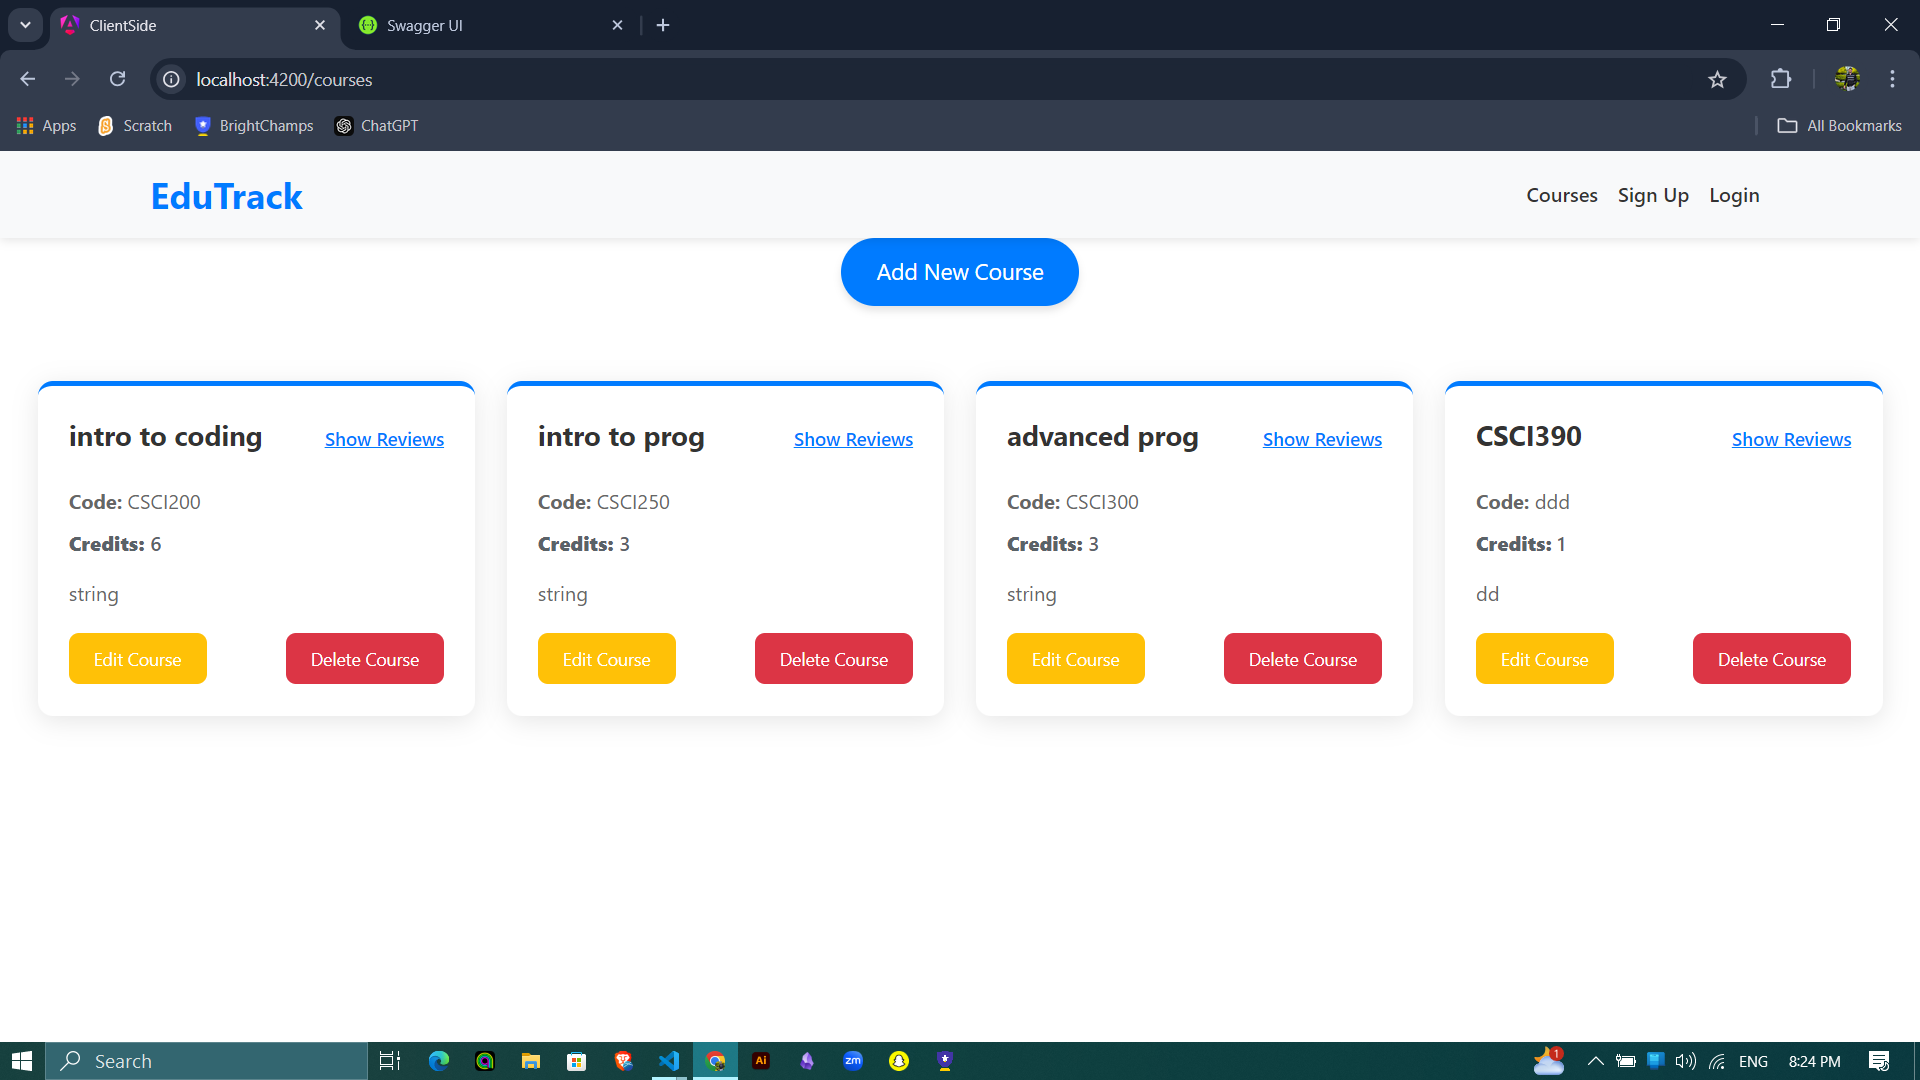 ClientSide
Swagger UI
localhost:4200/courses
Apps
Scratch
BrightChamps
ChatGPT
All Bookmarks
EduTrack
Courses
Sign Up
Login
Add New Course
intro to coding
Show Reviews
Code: CSCI200
Credits: 6
string
Edit Course
Delete Course
intro to prog
Show Reviews
Code: CSCI250
Credits: 3
string
Edit Course
Delete Course
advanced prog
Show Reviews
Code: CSCI300
Credits: 3
string
Edit Course
Delete Course
CSCI390
Show Reviews
Code: ddd
Credits: 1
dd
Edit Course
Delete Course
Search
Ai
zm
1
ENG
8:24 PM